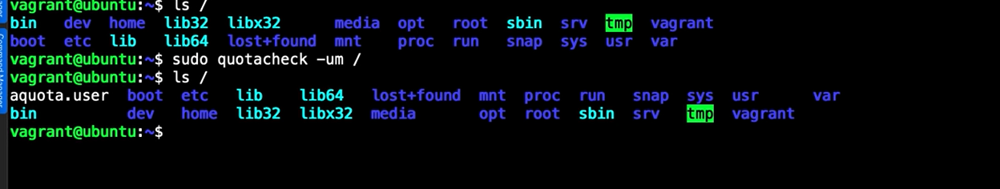 vagrant@ubuntu:~$ ls /
bin dev home lib32 libx32 media opt root sbin srv tmp vagrant
boot etc lib lib64 lost+found mnt proc run snap sys usr var
vagrant@ubuntu:~$ sudo quotacheck -um /
vagrant@ubuntu:~$ ls /
aquota.user boot etc lib lib64 lost+found mnt proc run snap sys usr var
bin dev home lib32 libx32 media opt root sbin srv tmp vagrant
vagrant@ubuntu:~$
Command Manager